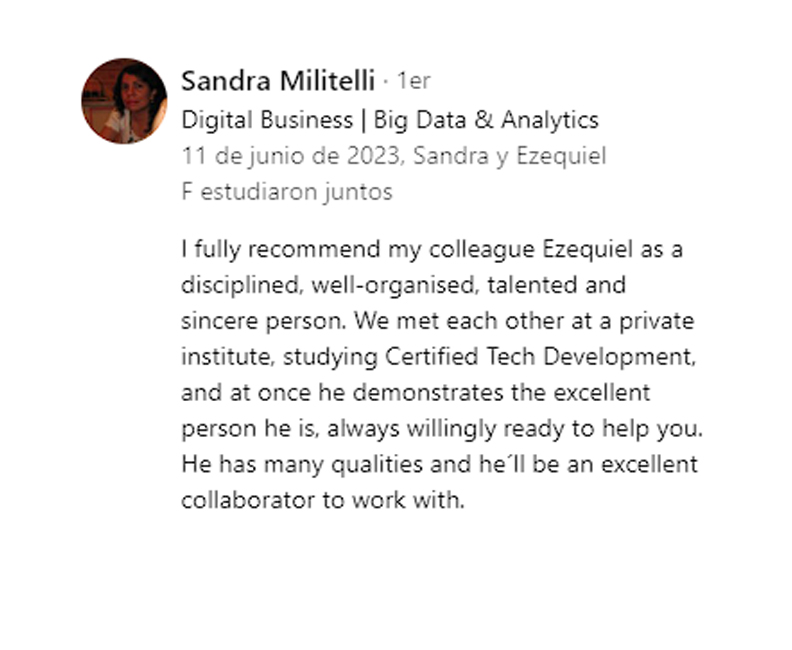 Sandra Militelli · 1er
Digital Business | Big Data & Analytics
11 de junio de 2023, Sandra y Ezequiel
F estudiaron juntos
I fully recommend my colleague Ezequiel as a
disciplined, well-organised, talented and
sincere person. We met each other at a private
institute, studying Certified Tech Development,
and at once he demonstrates the excellent
person he is, always willingly ready to help you.
He has many qualities and he´ll be an excellent
collaborator to work with.